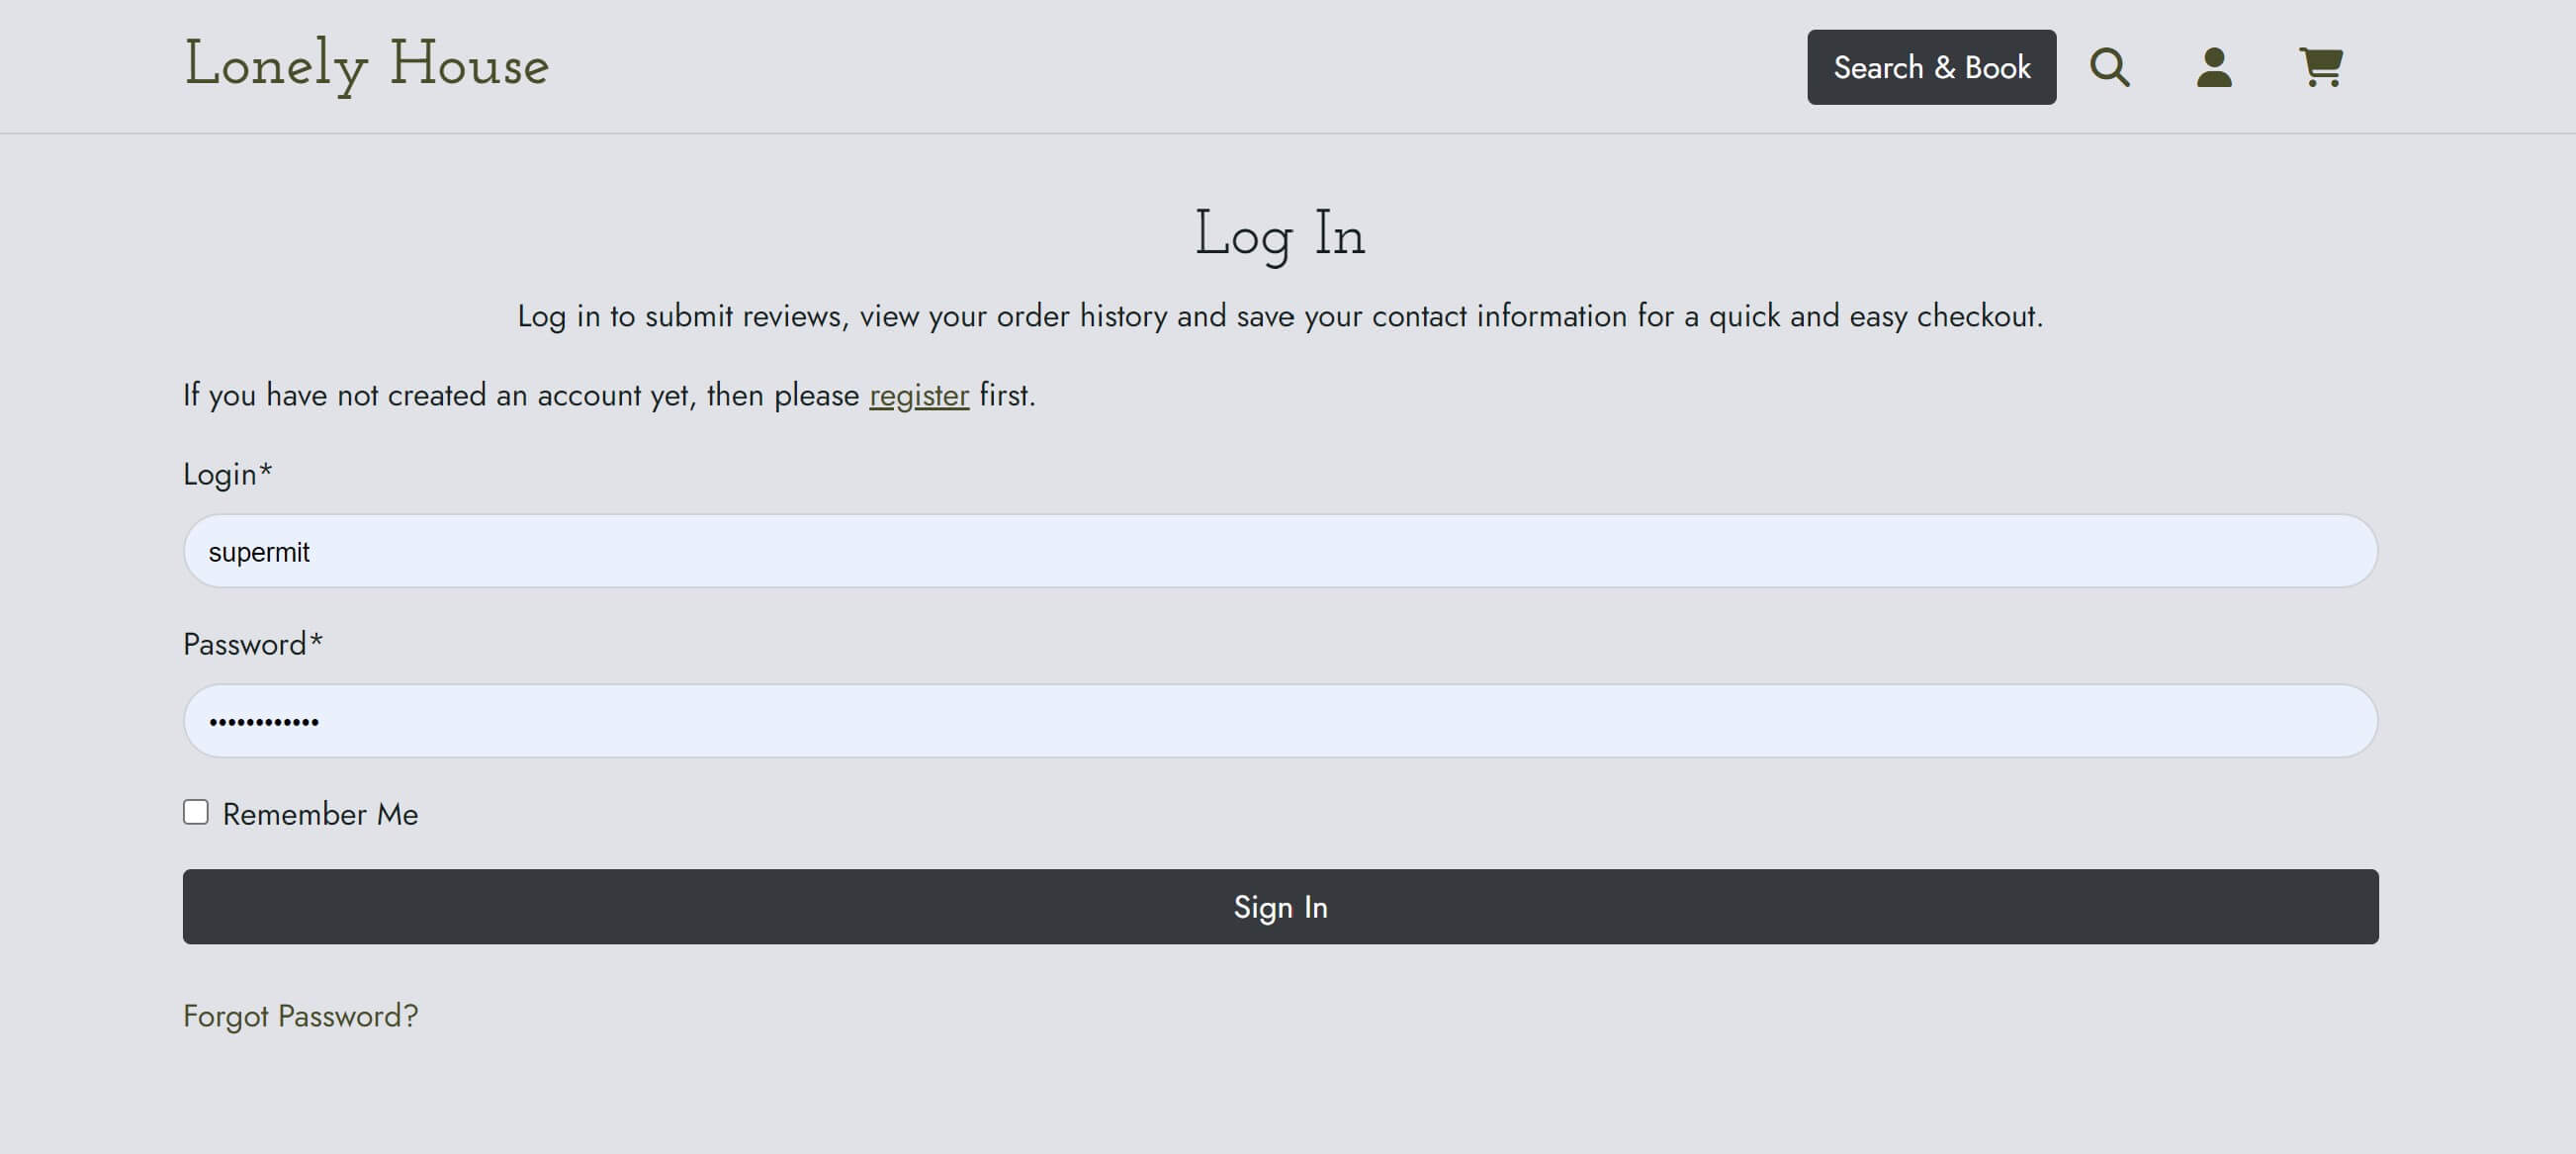 Lonely House
Search & Book
Log In
Log in to submit reviews, view your order history and save your contact information for a quick and easy checkout.
If you have not created an account yet, then please register first.
Login*
supermit
Password*
••••••••••••
Remember Me
Sign In
Forgot Password?